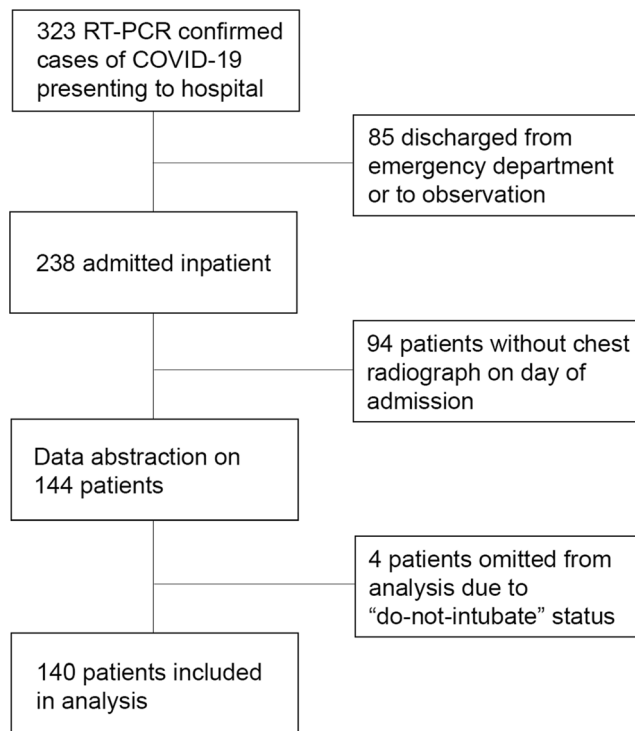 323 RT-PCR confirmed
cases of COVID-19
presenting to hospital
85 discharged from
emergency department
or to observation
238 admitted inpatient
94 patients without chest
radiograph on day of
admission
Data abstraction on
144 patients
4 patients omitted from
analysis due to
“do-not-intubate” status
140 patients included
in analysis